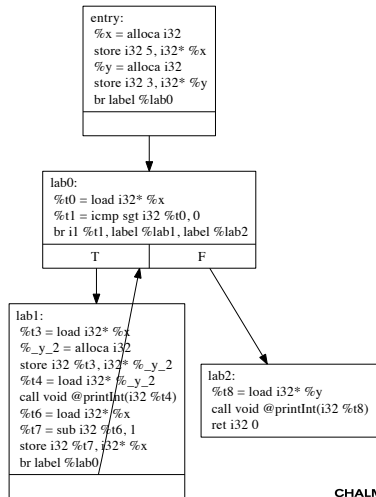 entry:
%x = alloca i32
store i32 5, i32* %x
%y = alloca i32
store i32 3, i32* %y
br label %lab0
lab0:
%t0 = load i32* %x
%t1 = icmp sgt i32 %t0, 0
br i1 %t1, label %lab1, label %lab2
T
F
lab1:
%t3 = load i32* %x
%_y_2 = alloca i32
store i32 %t3, i32* %_y_2
%t4 = load i32* %_y_2
call void @printInt(i32 %t4)
%t6 = load i32* %x
%t7 = sub i32 %t6, 1
store i32 %t7, i32* %x
br label %lab0
lab2:
%t8 = load i32* %y
call void @printInt(i32 %t8)
ret i32 0
CHALM